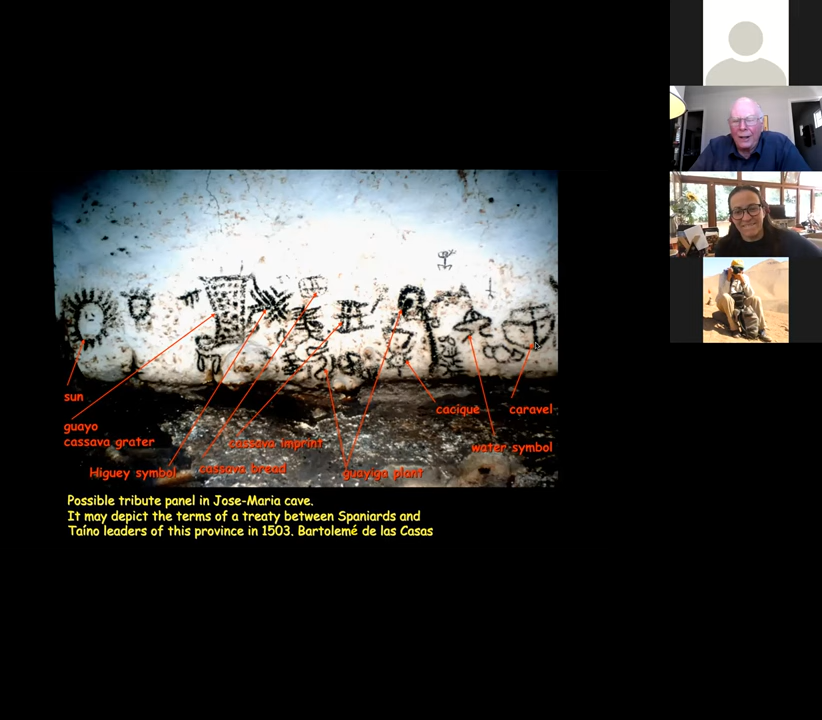 sun
guayo
cassava grater
Higuey symbol
cassava bread
cassava imprint
guayiga plant
cacique
caravel
water symbol
Possible tribute panel in Jose-Maria cave.
It may depict the terms of a treaty between Spaniards and
Taíno leaders of this province in 1503. Bartolemé de las Casas